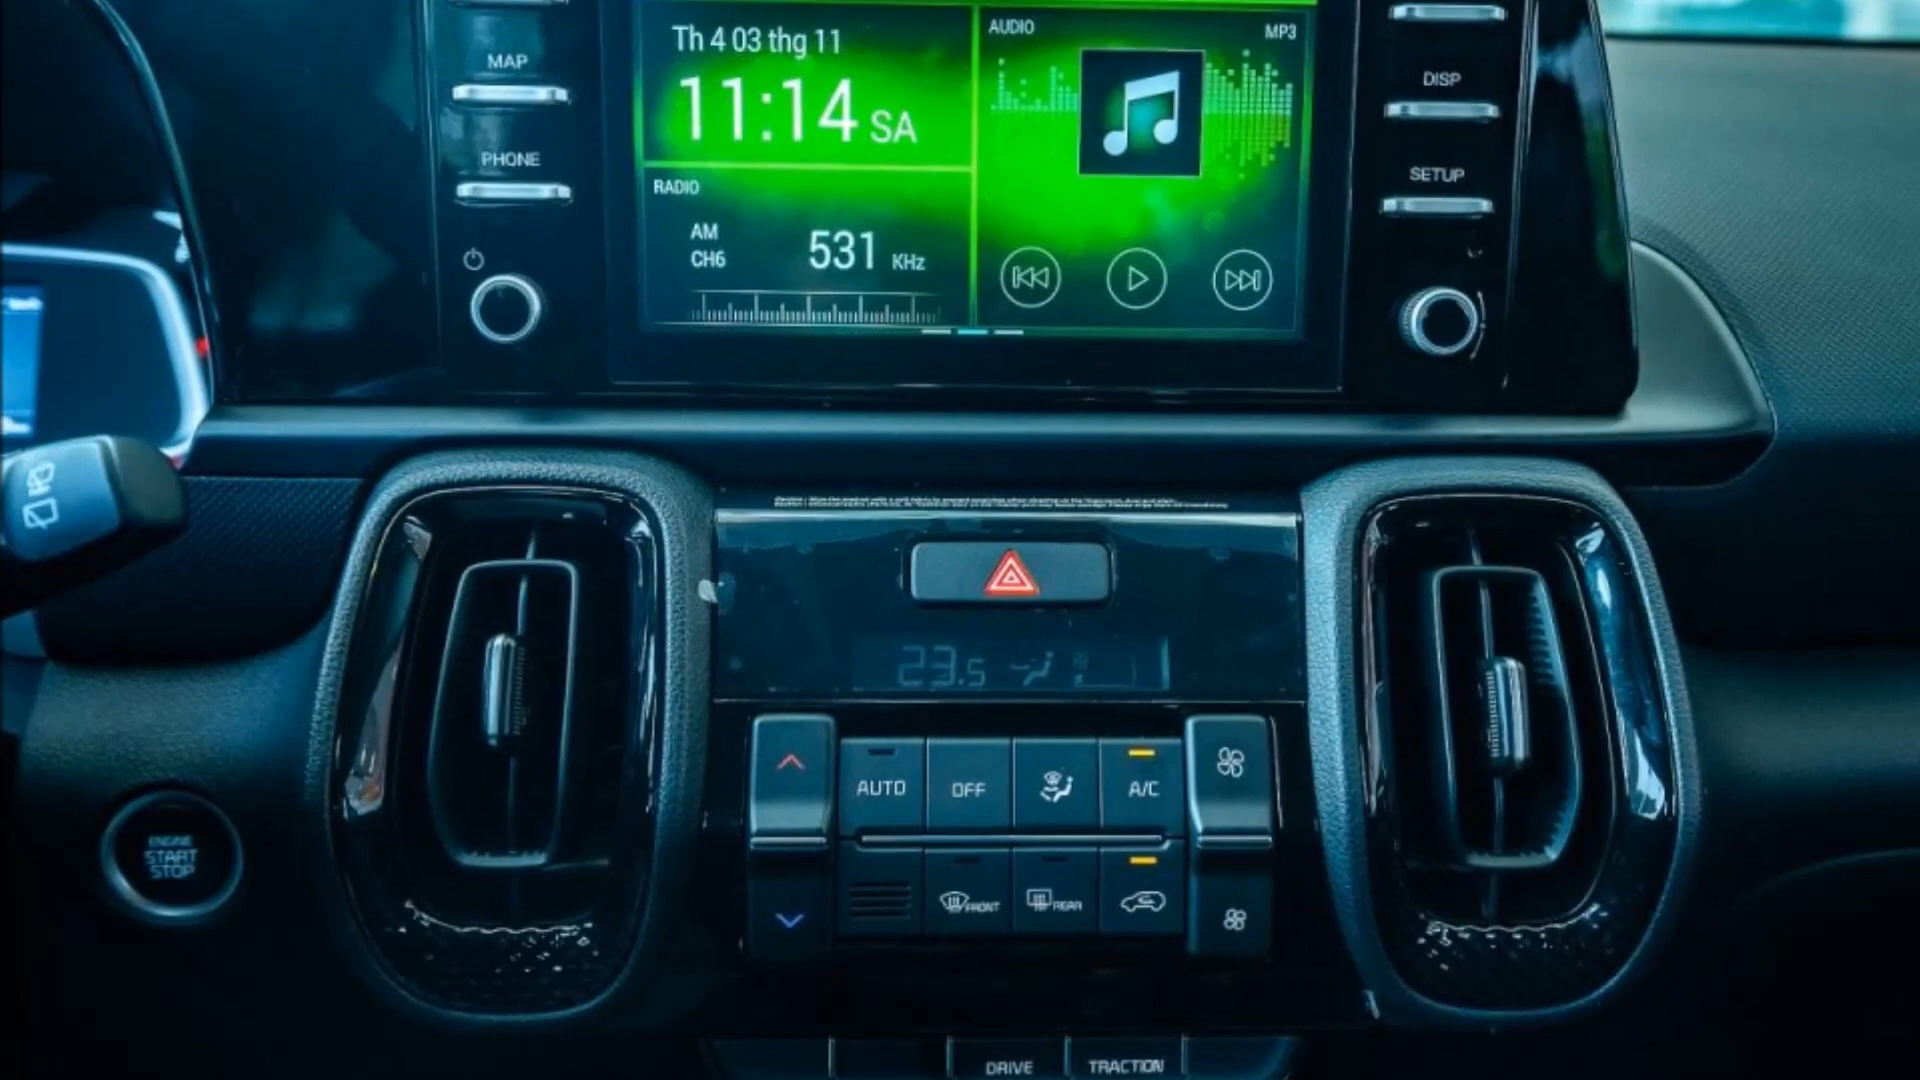 MAP
PHONE
Th 4 03 thg 11
11:14 SA
RADIO
AM
CH6
531 KHz
AUDIO
MP3
DISP
SETUP
23.5
AUTO
OFF
A/C
FRONT
REAR
ENGINE
START
STOP
DRIVE
TRACTION